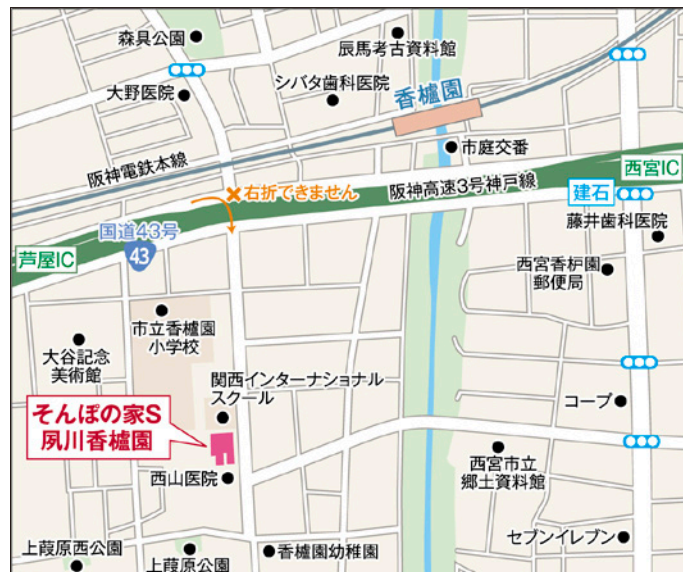 森具公園
辰馬考古資料館
大野医院
シバタ歯科医院
香櫨園
市庭交番
阪神電鉄本線
右折できません
阪神高速3号神戸線
西宮IC
建石
国道43号
43
芦屋IC
藤井歯科医院
西宮香枦園
郵便局
市立香櫨園
小学校
大谷記念
美術館
関西インターナショナル
スクール
コープ
そんぽの家S
夙川香櫨園
西山医院
西宮市立
郷土資料館
上葭原西公園
上葭原公園
香櫨園幼稚園
セブンイレブン